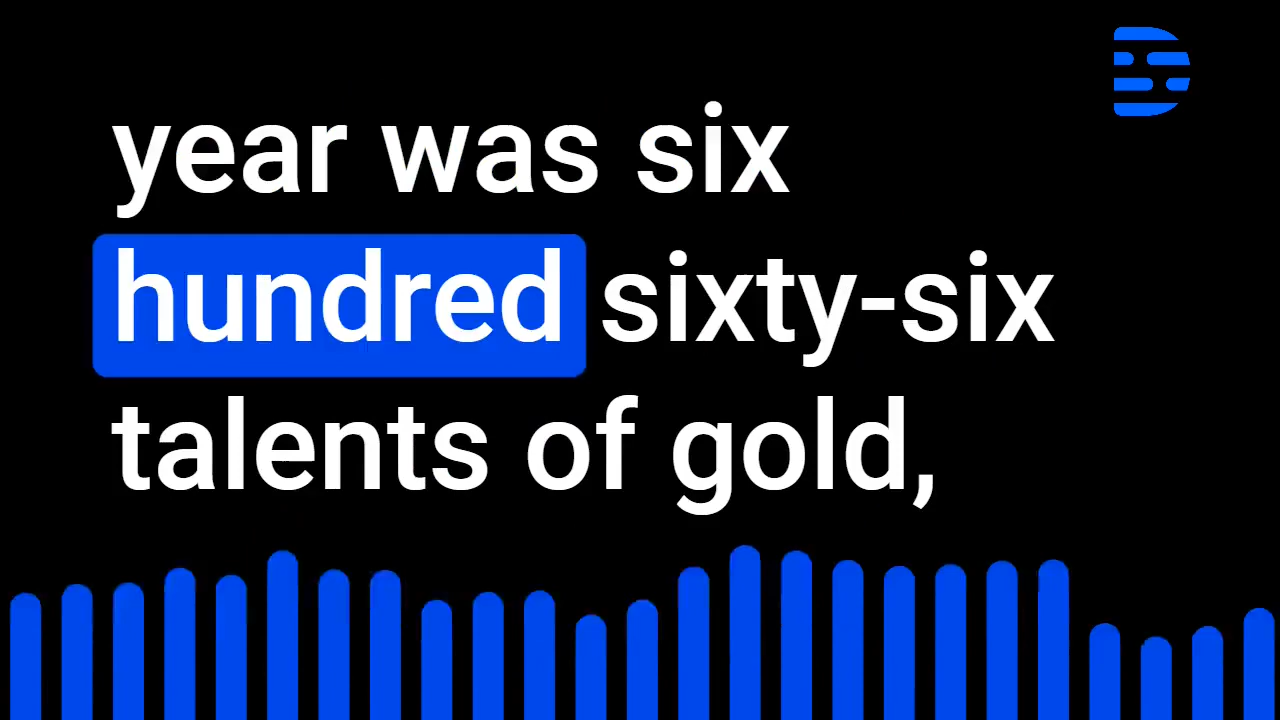 year was six
hundred sixty-six
talents of gold,